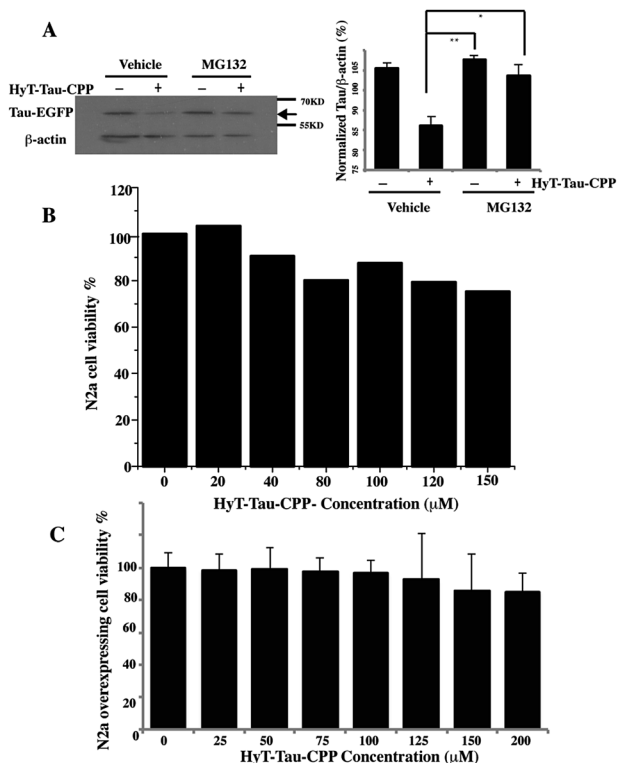 A
Vehicle MG132
HyT-Tau-CPP – + – +
Tau-EGFP
β-actin
70KD
55KD
Normalized Tau/β-actin (%)
105
100
95
90
85
80
75
*
**
– + – + HyT-Tau-CPP
Vehicle MG132
B
N2a cell viability %
120
100
80
60
40
20
0
0 20 40 80 100 120 150
HyT-Tau-CPP- Concentration (μM)
C
N2a overexpressing cell viability %
100
80
60
40
20
0
0 25 50 75 100 125 150 200
HyT-Tau-CPP Concentration (μM)